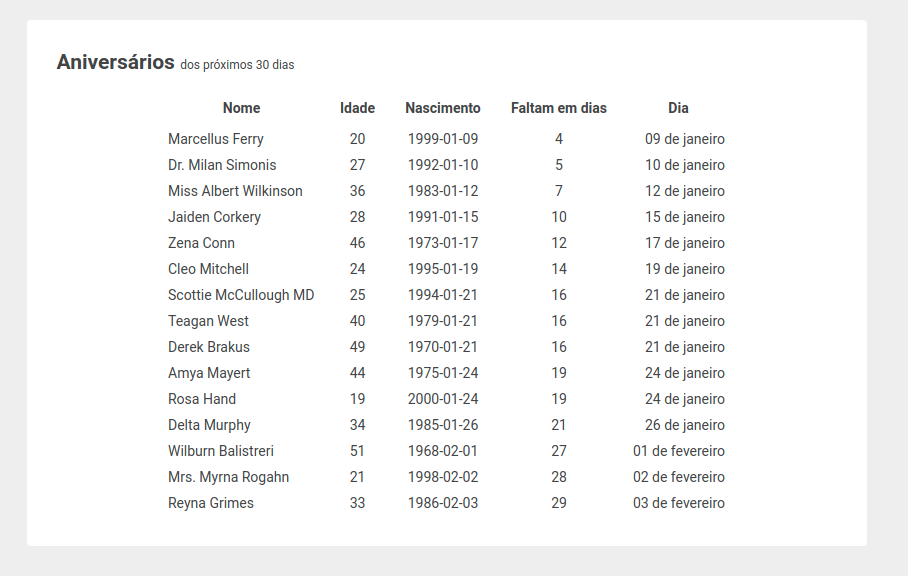 Aniversários dos próximos 30 dias
Nome Idade Nascimento Faltam em dias Dia
Marcellus Ferry 20 1999-01-09 4 09 de janeiro
Dr. Milan Simonis 27 1992-01-10 5 10 de janeiro
Miss Albert Wilkinson 36 1983-01-12 7 12 de janeiro
Jaiden Corkery 28 1991-01-15 10 15 de janeiro
Zena Conn 46 1973-01-17 12 17 de janeiro
Cleo Mitchell 24 1995-01-19 14 19 de janeiro
Scottie McCullough MD 25 1994-01-21 16 21 de janeiro
Teagan West 40 1979-01-21 16 21 de janeiro
Derek Brakus 49 1970-01-21 16 21 de janeiro
Amya Mayert 44 1975-01-24 19 24 de janeiro
Rosa Hand 19 2000-01-24 19 24 de janeiro
Delta Murphy 34 1985-01-26 21 26 de janeiro
Wilburn Balistreri 51 1968-02-01 27 01 de fevereiro
Mrs. Myrna Rogahn 21 1998-02-02 28 02 de fevereiro
Reyna Grimes 33 1986-02-03 29 03 de fevereiro